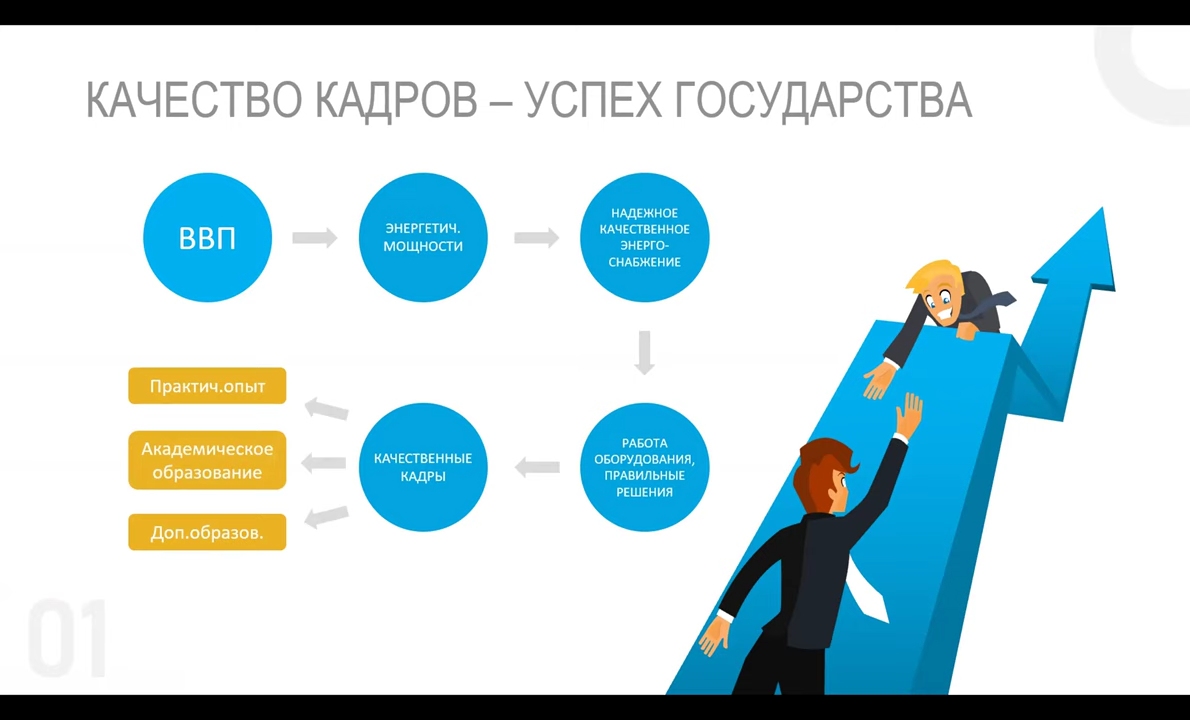 КАЧЕСТВО КАДРОВ – УСПЕХ ГОСУДАРСТВА
ВВП
ЭНЕРГЕТИЧ.
МОЩНОСТИ
НАДЕЖНОЕ
КАЧЕСТВЕННОЕ
ЭНЕРГО-
СНАБЖЕНИЕ
Практич.опыт
Академическое
образование
Доп.образов.
КАЧЕСТВЕННЫЕ
КАДРЫ
РАБОТА
ОБОРУДОВАНИЯ,
ПРАВИЛЬНЫЕ
РЕШЕНИЯ
01